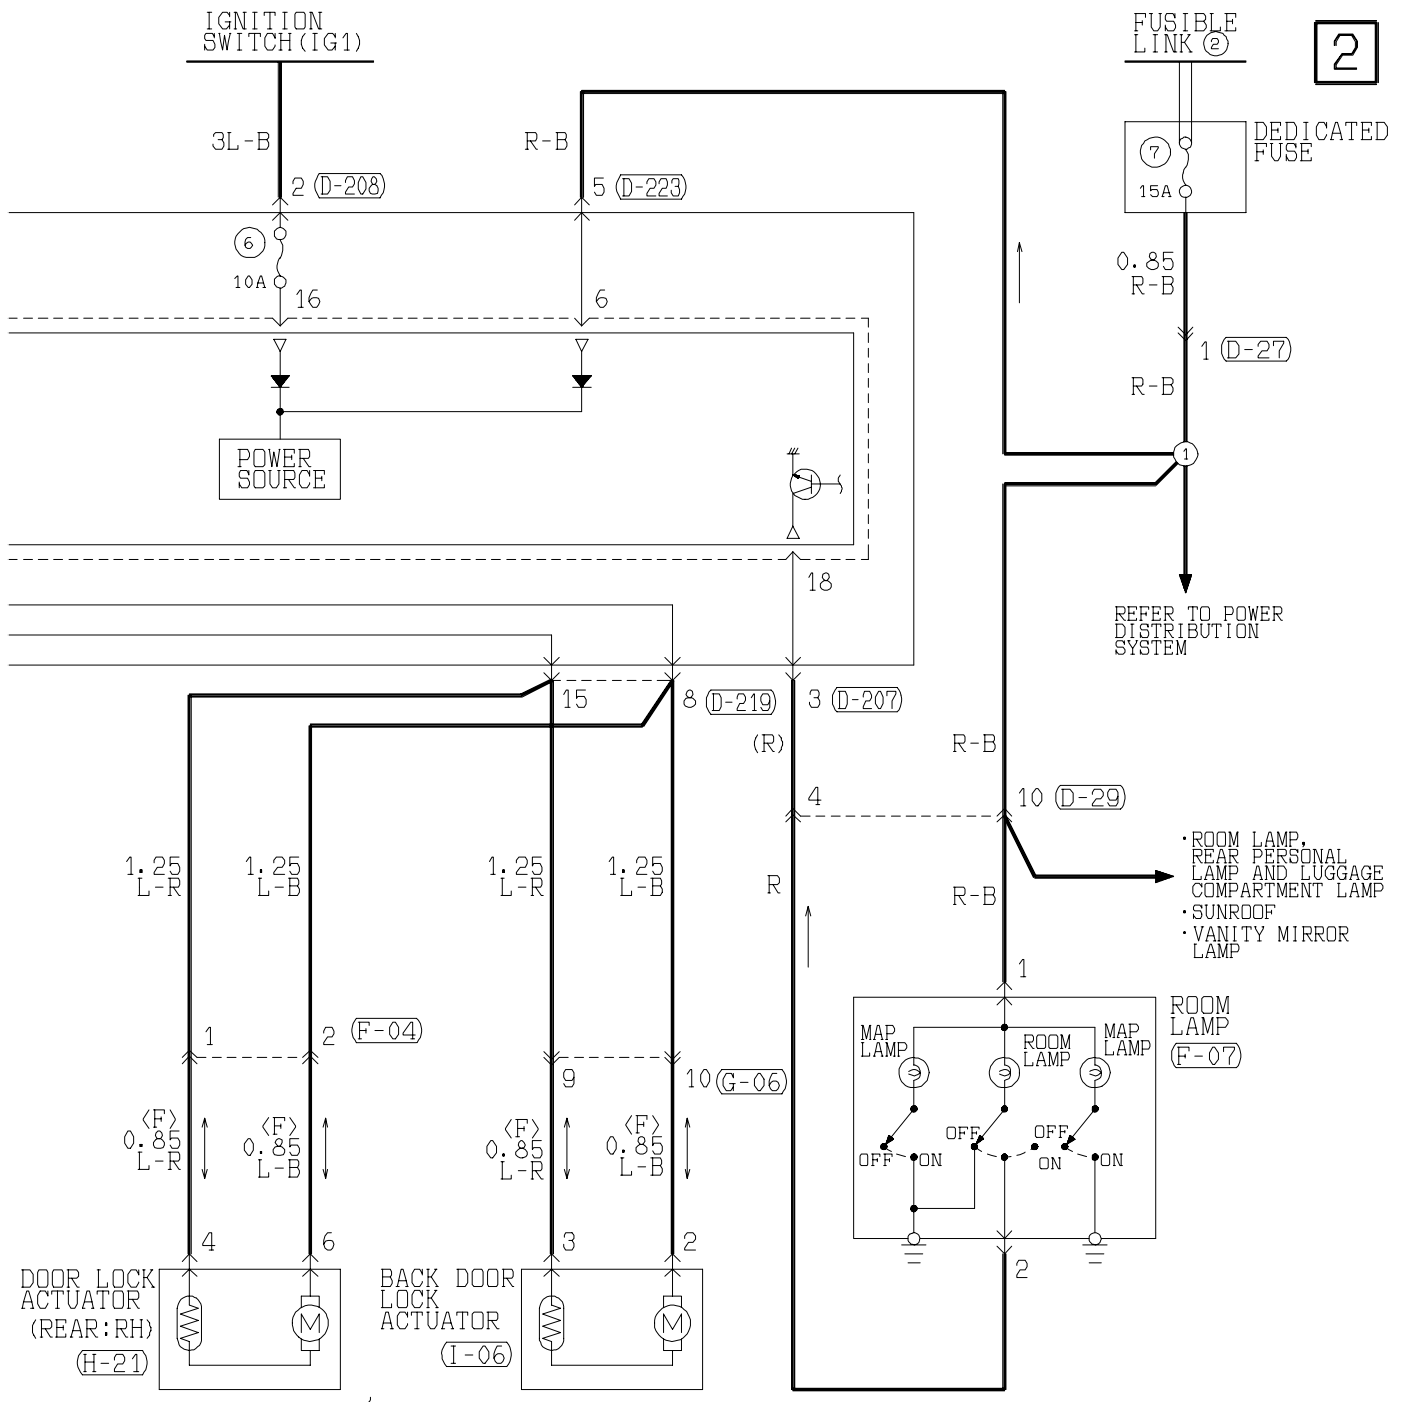 IGNITION
SWITCH(IG1)
FUSIBLE
LINK ②
2
3L-B
R-B
⑦
15A
DEDICATED
FUSE
2 (D-208)
5 (D-223)
⑥
10A
16
6
0.85
R-B
1 (D-27)
R-B
①
POWER
SOURCE
18
REFER TO POWER
DISTRIBUTION
SYSTEM
15
8 (D-219)
3 (D-207)
(R)
R-B
4
10 (D-29)
1.25
L-R
1.25
L-B
1.25
L-R
1.25
L-B
R
R-B
·ROOM LAMP,
REAR PERSONAL
LAMP AND LUGGAGE
COMPARTMENT LAMP
·SUNROOF
·VANITY MIRROR
LAMP
1
1
2
(F-04)
9
10 (G-06)
MAP
LAMP
ROOM
LAMP
MAP
LAMP
ROOM
LAMP
(F-07)
<F>
0.85
L-R
<F>
0.85
L-B
<F>
0.85
L-R
<F>
0.85
L-B
OFF
ON
OFF
ON
OFF
ON
4
6
3
2
2
DOOR LOCK
ACTUATOR
(REAR:RH)
(H-21)
M
BACK DOOR
LOCK
ACTUATOR
(I-06)
M